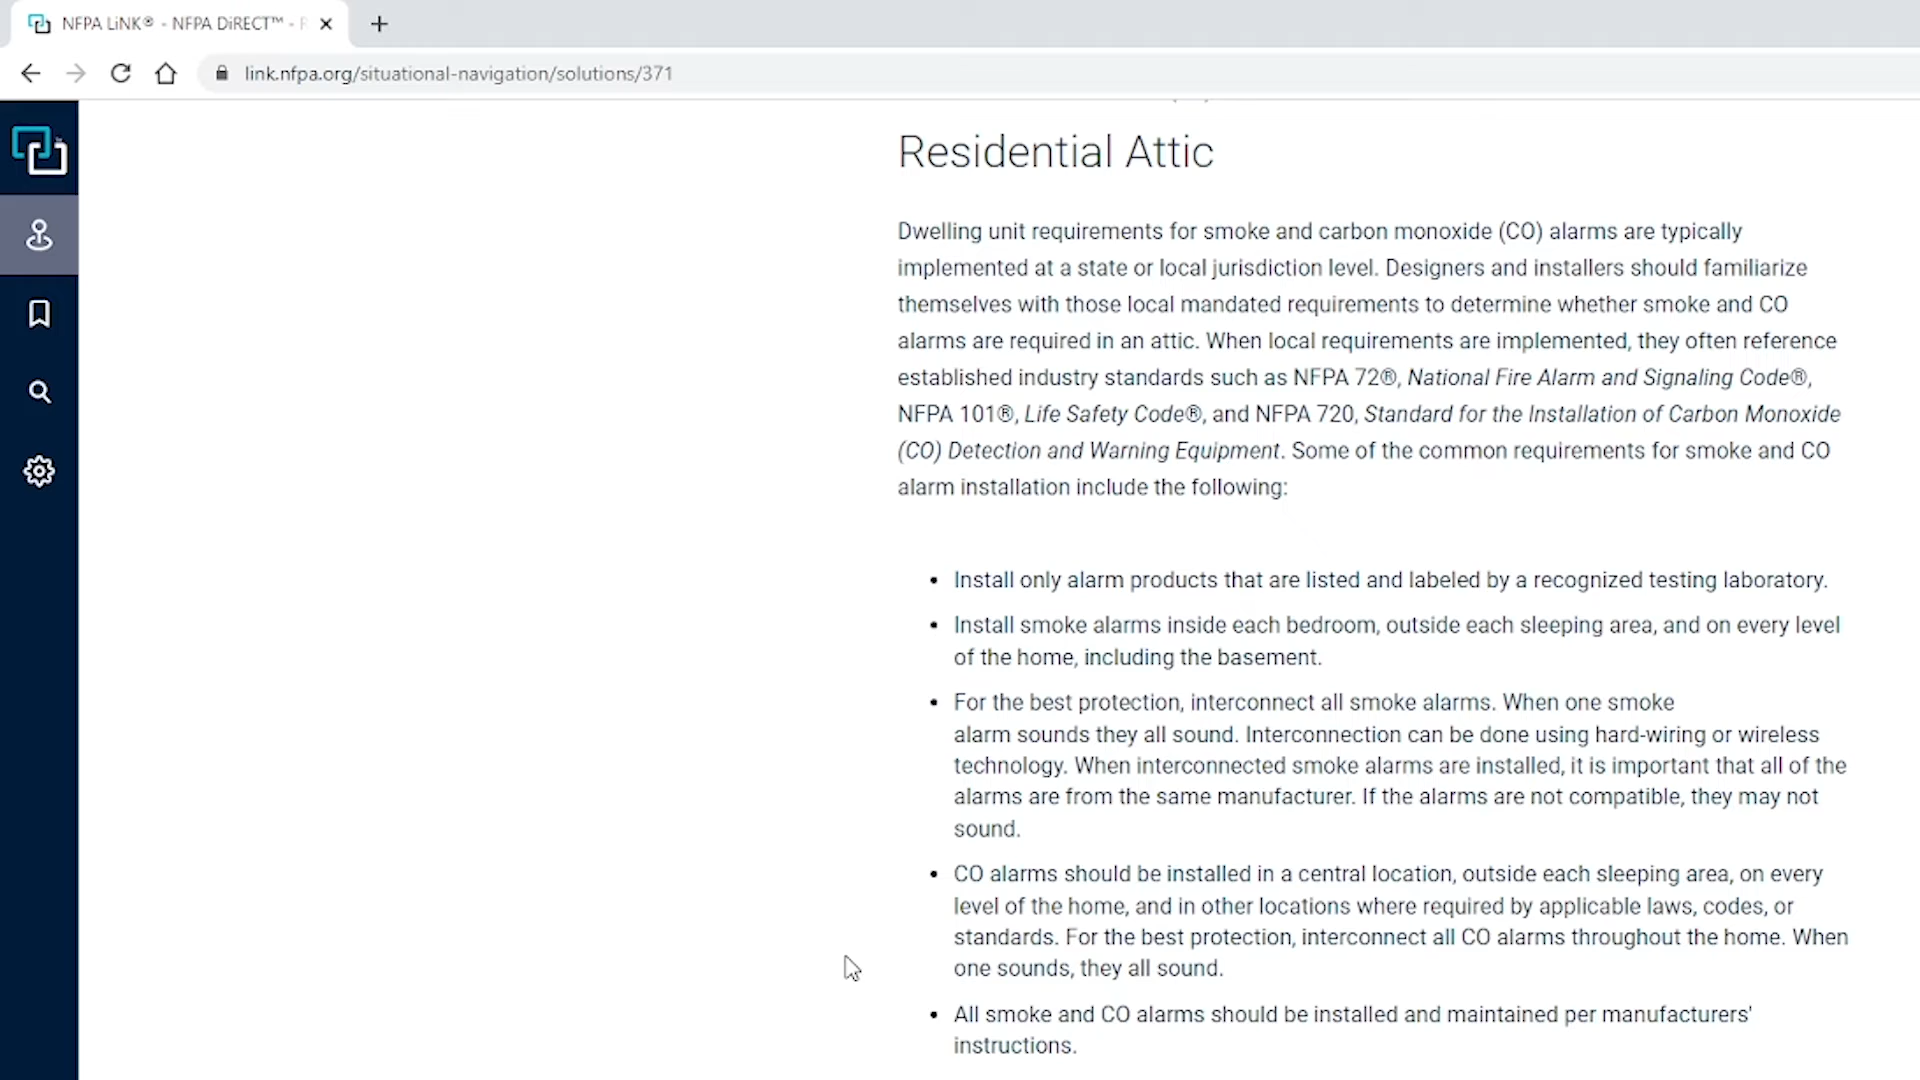 NFPA LiNK® - NFPA DiRECT™ -
link.nfpa.org/situational-navigation/solutions/371
Residential Attic
Dwelling unit requirements for smoke and carbon monoxide (CO) alarms are typically
implemented at a state or local jurisdiction level. Designers and installers should familiarize
themselves with those local mandated requirements to determine whether smoke and CO
alarms are required in an attic. When local requirements are implemented, they often reference
established industry standards such as NFPA 72®, National Fire Alarm and Signaling Code®,
NFPA 101®, Life Safety Code®, and NFPA 720, Standard for the Installation of Carbon Monoxide
(CO) Detection and Warning Equipment. Some of the common requirements for smoke and CO
alarm installation include the following:
• Install only alarm products that are listed and labeled by a recognized testing laboratory.
• Install smoke alarms inside each bedroom, outside each sleeping area, and on every level
of the home, including the basement.
• For the best protection, interconnect all smoke alarms. When one smoke
alarm sounds they all sound. Interconnection can be done using hard-wiring or wireless
technology. When interconnected smoke alarms are installed, it is important that all of the
alarms are from the same manufacturer. If the alarms are not compatible, they may not
sound.
• CO alarms should be installed in a central location, outside each sleeping area, on every
level of the home, and in other locations where required by applicable laws, codes, or
standards. For the best protection, interconnect all CO alarms throughout the home. When
one sounds, they all sound.
• All smoke and CO alarms should be installed and maintained per manufacturers'
instructions.